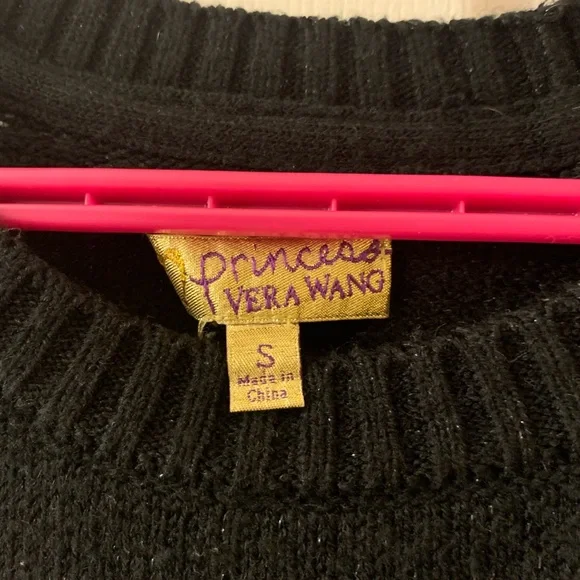 princess
VERA WANG
S
Made in
China